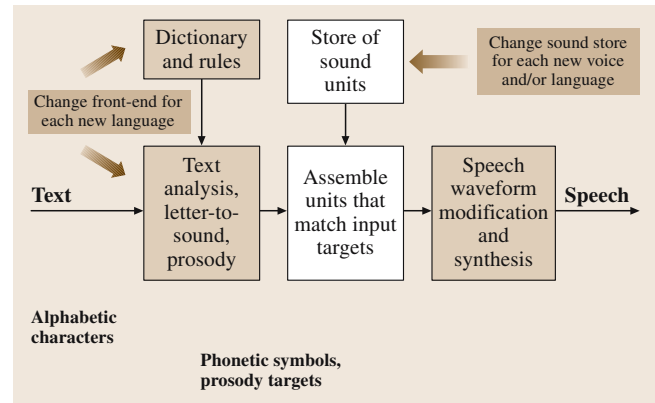 Dictionary
and rules
Store of
sound
units
Change sound store
for each new voice
and/or language
Change front-end for
each new language
Text
Text
analysis,
letter-to-
sound,
prosody
Assemble
units that
match input
targets
Speech
waveform
modification
and
synthesis
Speech
Alphabetic
characters
Phonetic symbols,
prosody targets